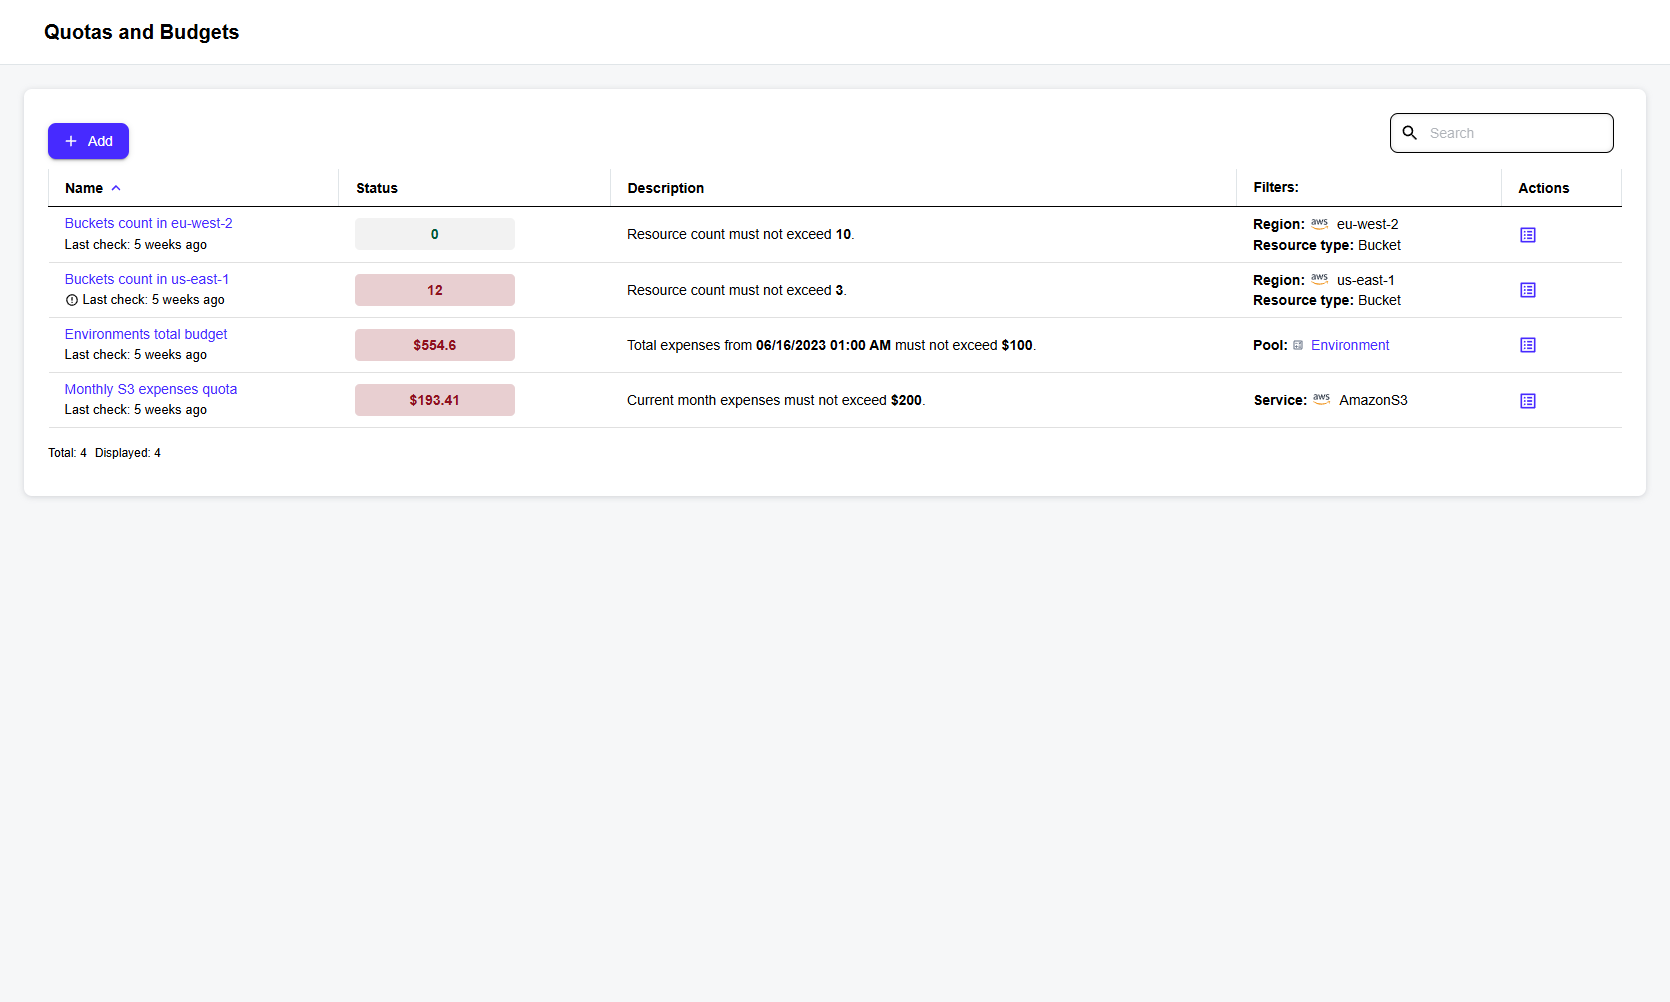 Quotas and Budgets
Add
Search
Name Status Description Filters: Actions
Buckets count in eu-west-2
Last check: 5 weeks ago
0
Resource count must not exceed 10.
Region: aws eu-west-2
Resource type: Bucket
Buckets count in us-east-1
Last check: 5 weeks ago
12
Resource count must not exceed 3.
Region: aws us-east-1
Resource type: Bucket
Environments total budget
Last check: 5 weeks ago
$554.6
Total expenses from 06/16/2023 01:00 AM must not exceed $100.
Pool: Environment
Monthly S3 expenses quota
Last check: 5 weeks ago
$193.41
Current month expenses must not exceed $200.
Service: aws AmazonS3
Total: 4 Displayed: 4